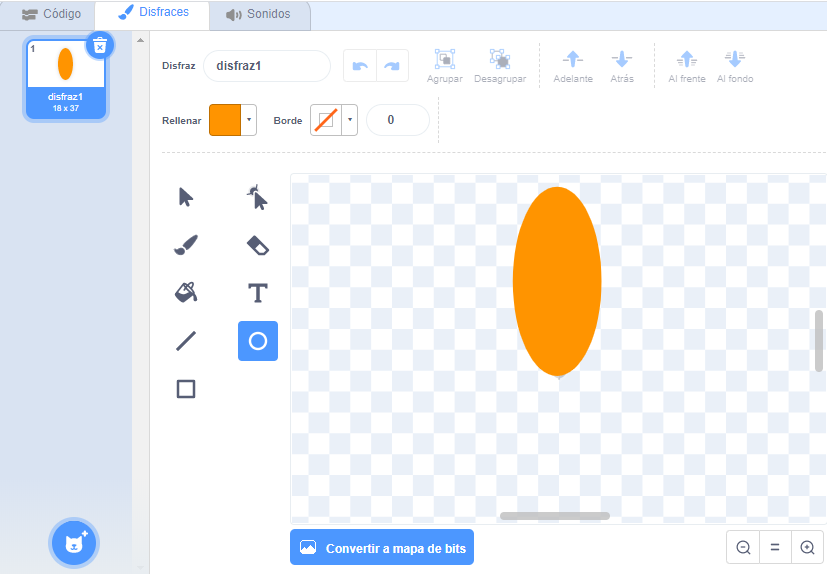 Código Disfraces Sonidos
1
disfraz1
18 x 37
Disfraz disfraz1 Agrupar Desagrupar Adelante Atrás Al frente Al fondo
Rellenar Borde 0
T
Convertir a mapa de bits